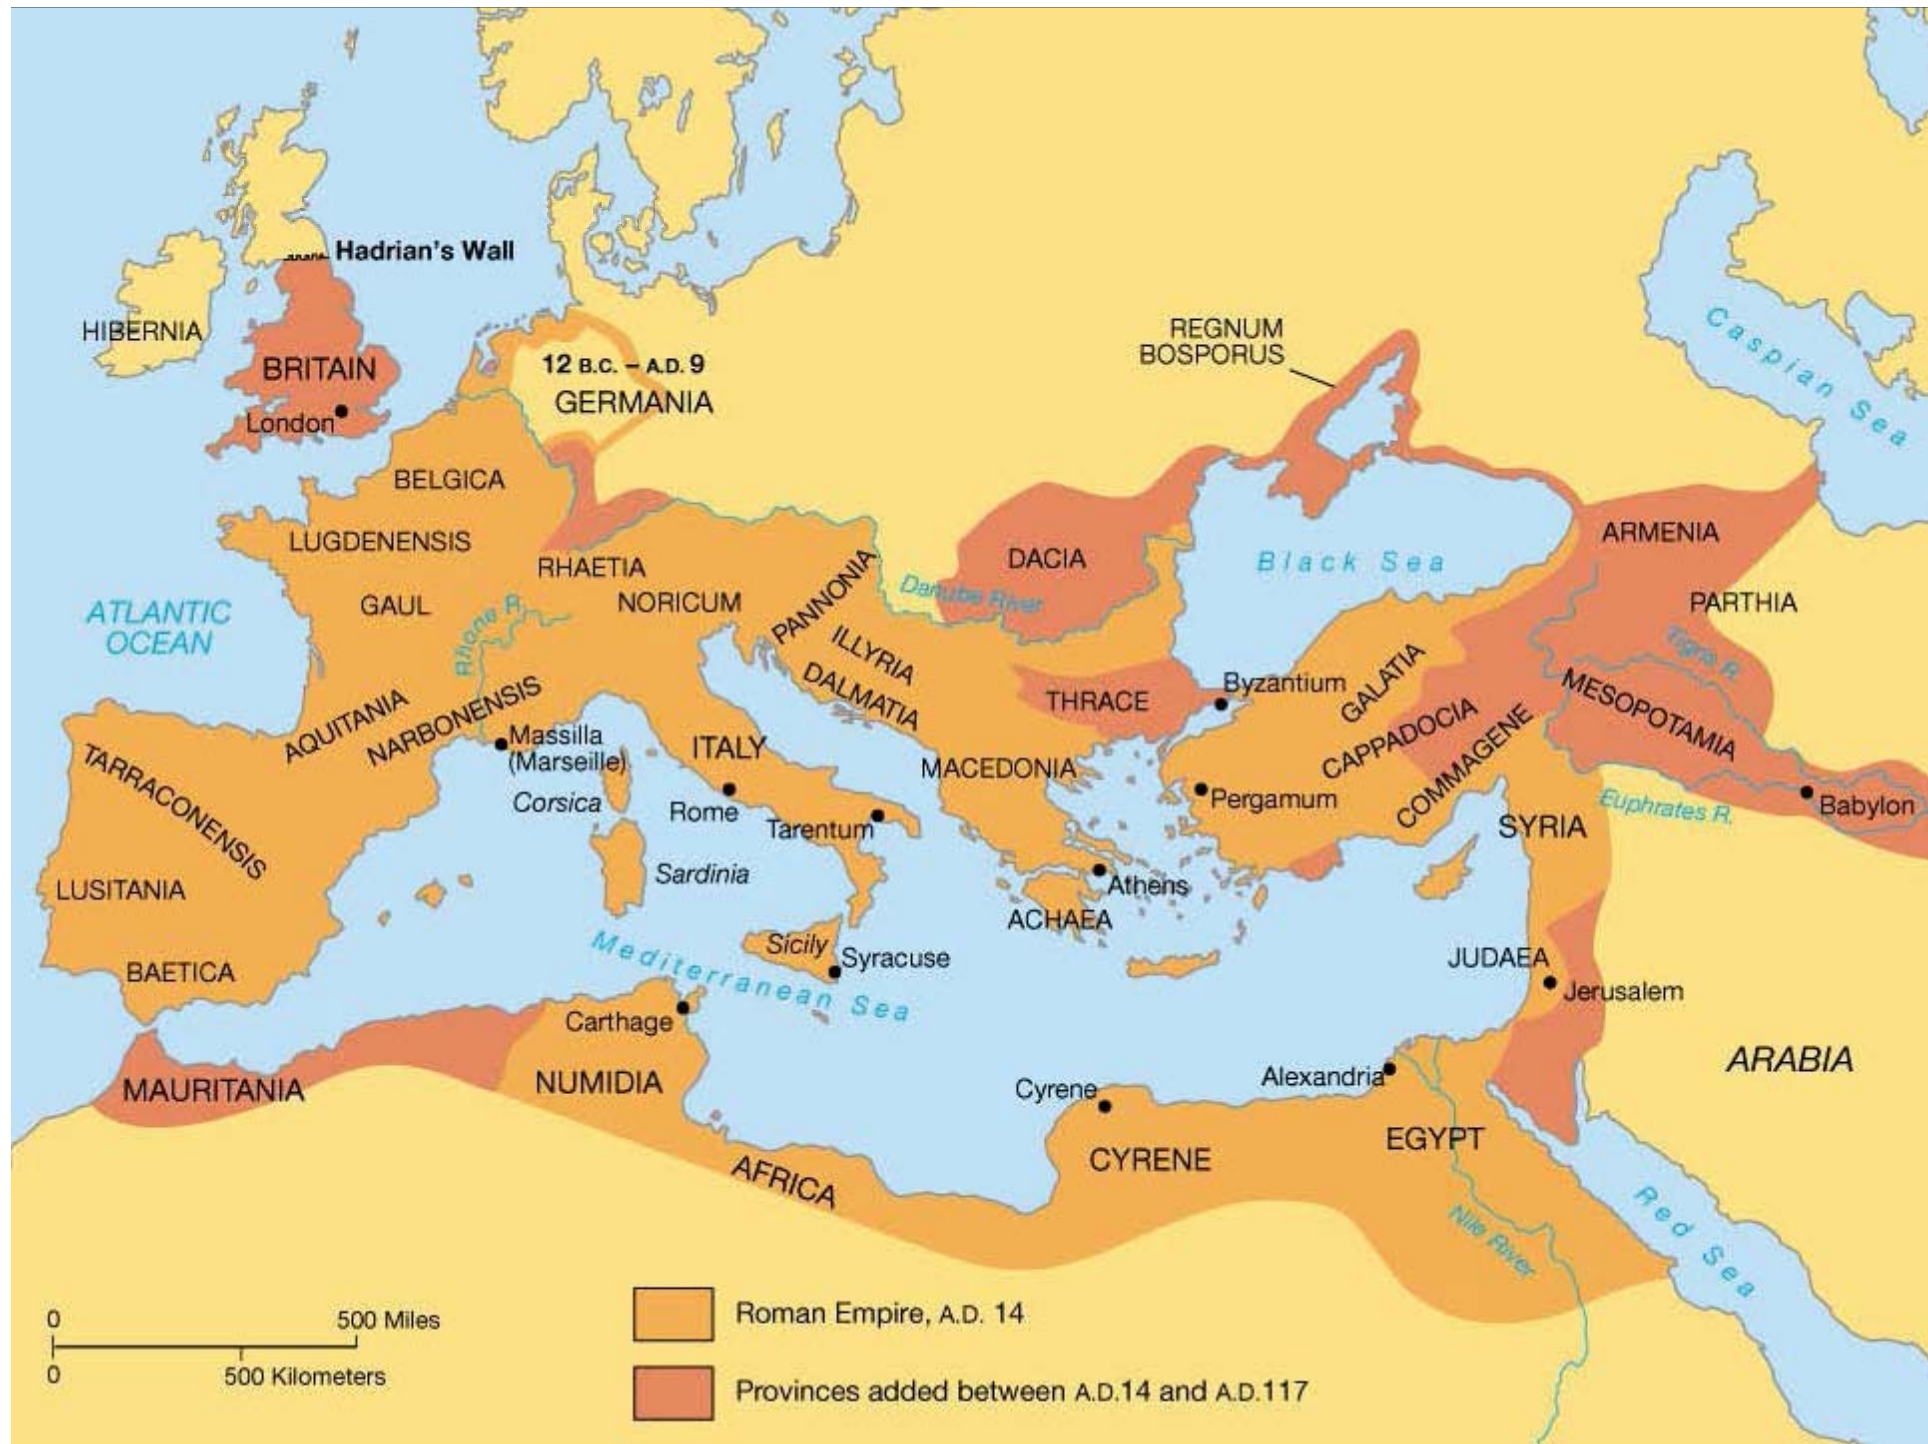 Hadrian's Wall
HIBERNIA
BRITAIN
London
12 B.C. – A.D. 9
GERMANIA
REGNUM
BOSPORUS
Caspian Sea
BELGICA
LUGDENENSIS
RHAETIA
GAUL
NORICUM
PANNONIA
ILLYRIA
DALMATIA
Danube River
DACIA
Black Sea
ARMENIA
PARTHIA
Tigris R.
ATLANTIC
OCEAN
Rhone R.
AQUITANIA
NARBONENSIS
Massilla
(Marseille)
Corsica
ITALY
Rome
Tarentum
Sardinia
MACEDONIA
THRACE
Byzantium
GALATIA
CAPPADOCIA
COMMAGENE
MESOPOTAMIA
Pergamum
Babylon
Euphrates R.
SYRIA
TARRACONENSIS
LUSITANIA
BAETICA
Athens
ACHAEA
Sicily
Syracuse
Mediterranean Sea
JUDAEA
Jerusalem
Carthage
MAURITANIA
NUMIDIA
AFRICA
Cyrene
CYRENE
Alexandria
EGYPT
ARABIA
Nile River
Red Sea
0
500 Miles
0
500 Kilometers
Roman Empire, A.D. 14
Provinces added between A.D.14 and A.D.117